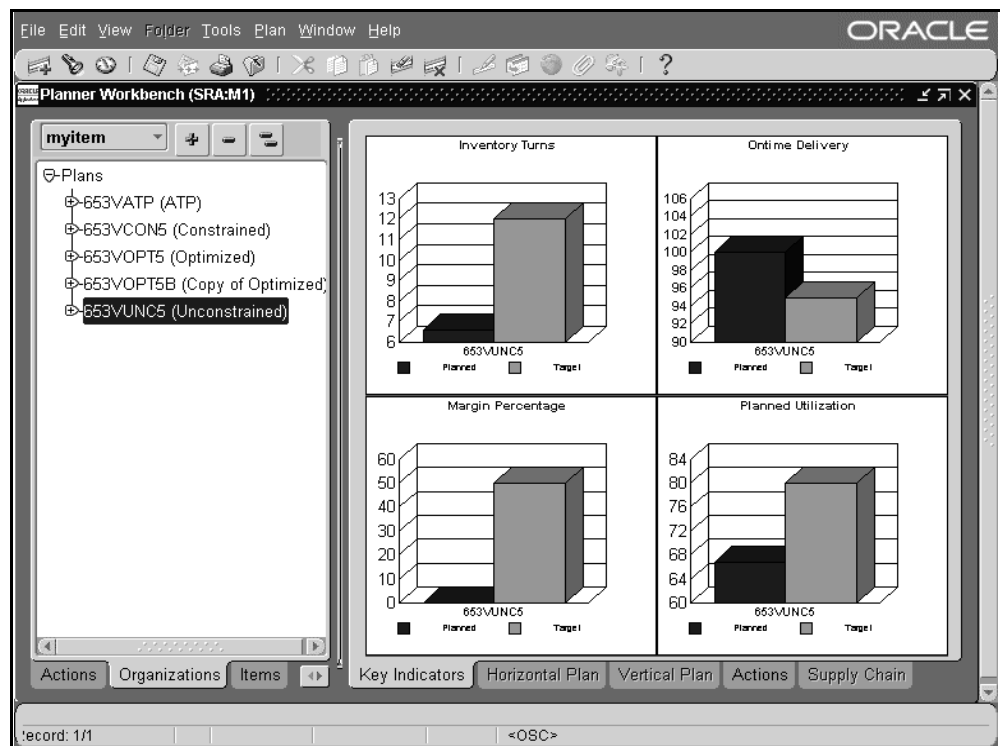 File Edit View Folder Tools Plan Window Help
ORACLE
Planner Workbench (SRA:M1)
myitem
Plans
653VATP (ATP)
653VCON5 (Constrained)
653VOPT5 (Optimized)
653VOPT5B (Copy of Optimized)
653VUNC5 (Unconstrained)
Actions Organizations Items
Inventory Turns
13
12
11
10
9
8
7
6
653VUNC5
Planned Target
Ontime Delivery
106
104
102
100
98
96
94
92
90
653VUNC5
Planned Target
Margin Percentage
60
50
40
30
20
10
0
653VUNC5
Planned Target
Planned Utilization
84
80
76
72
68
64
60
653VUNC5
Planned Target
Key Indicators Horizontal Plan Vertical Plan Actions Supply Chain
ecord: 1/1 <OSC>